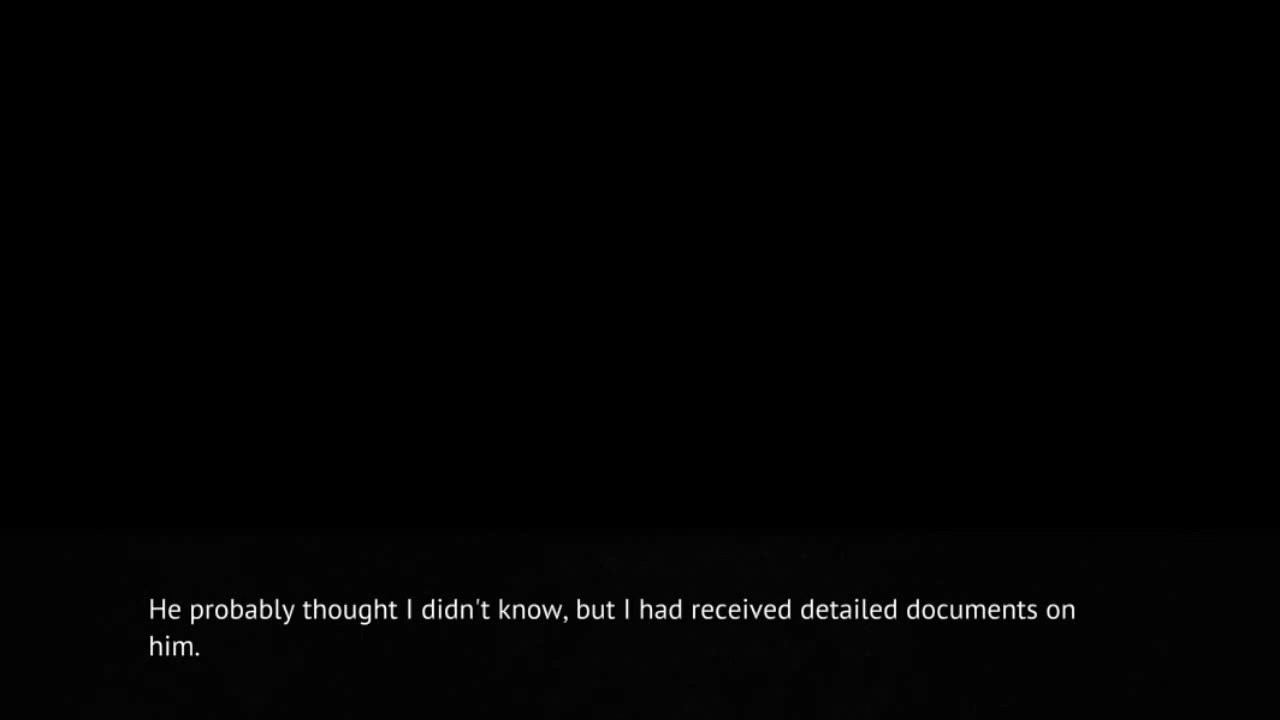 He probably thought I didn't know, but I had received detailed documents on
him.